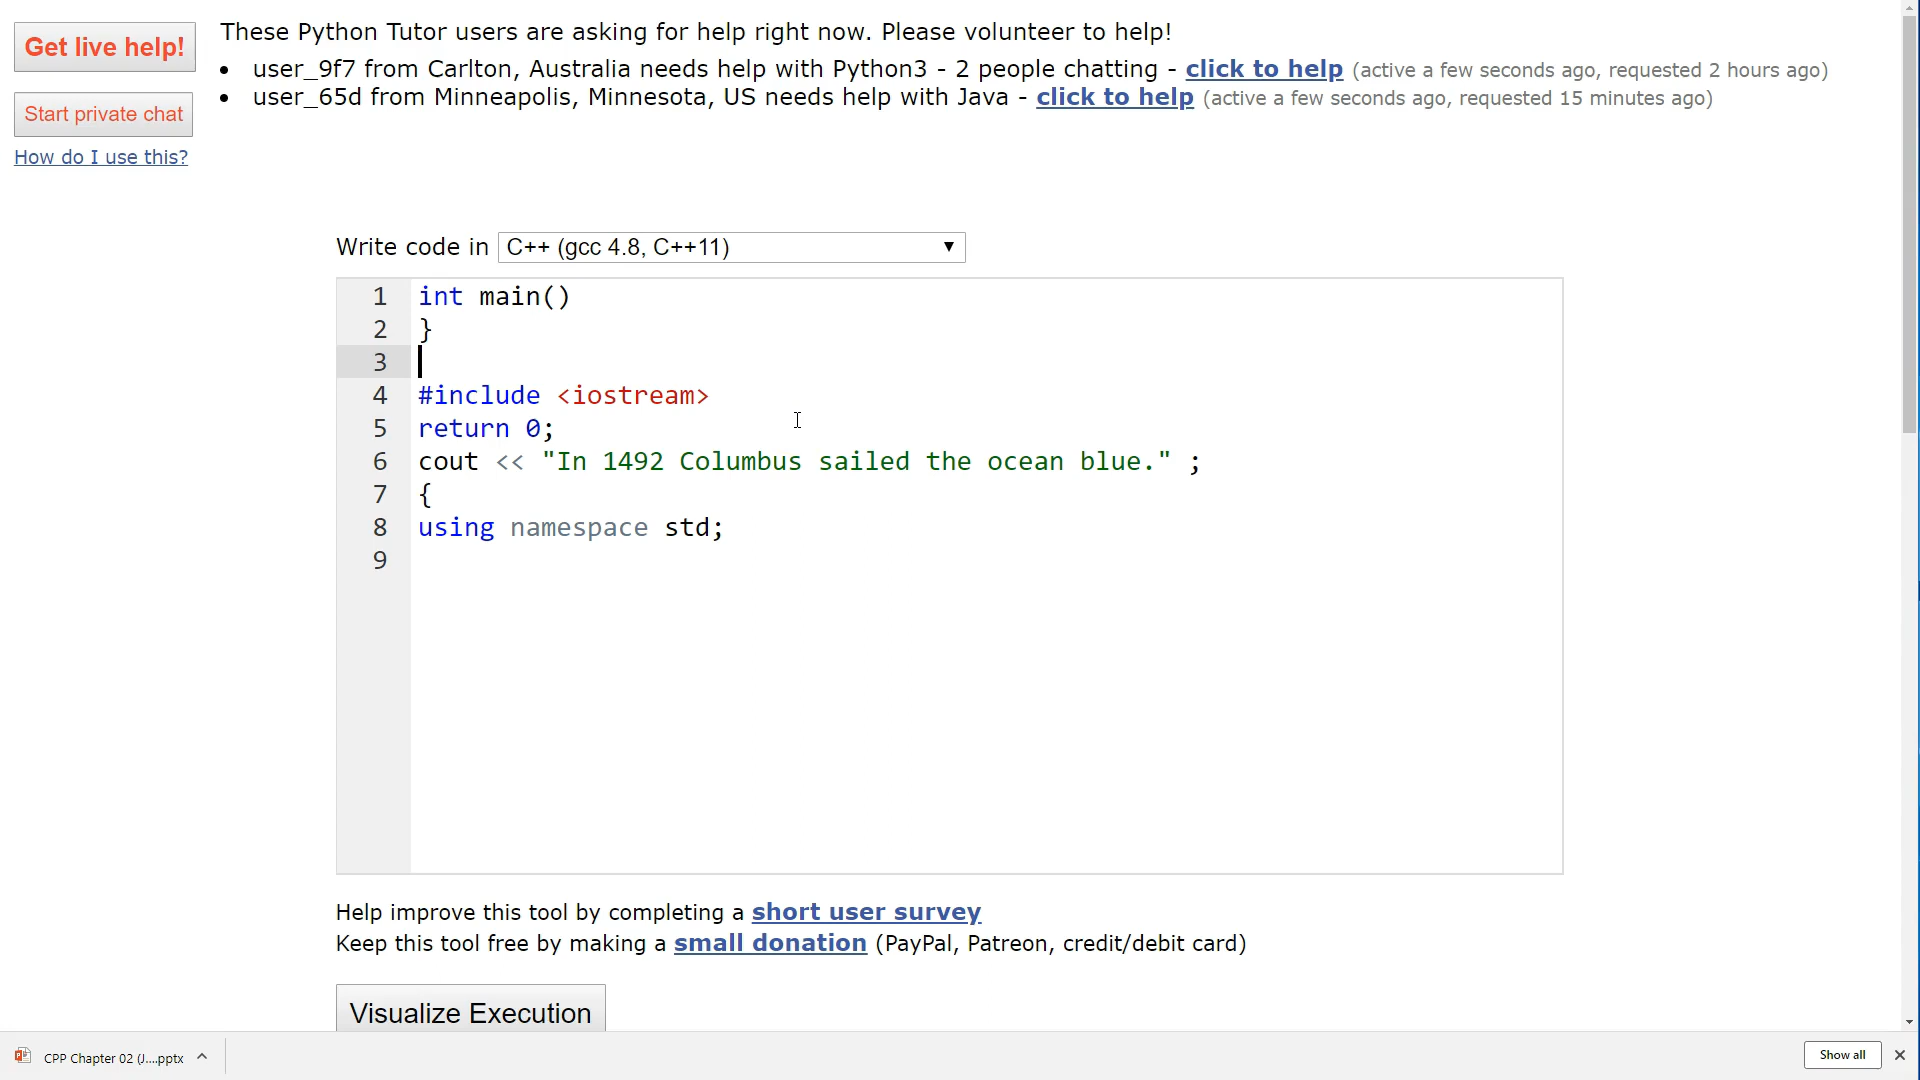 Get live help!
Start private chat
How do I use this?
These Python Tutor users are asking for help right now. Please volunteer to help!
• user_9f7 from Carlton, Australia needs help with Python3 - 2 people chatting - click to help (active a few seconds ago, requested 2 hours ago)
• user_65d from Minneapolis, Minnesota, US needs help with Java - click to help (active a few seconds ago, requested 15 minutes ago)
Write code in C++ (gcc 4.8, C++11)
1 int main()
2 }
3
4 #include <iostream>
5 return 0;
6 cout << "In 1492 Columbus sailed the ocean blue." ;
7 {
8 using namespace std;
9
Help improve this tool by completing a short user survey
Keep this tool free by making a small donation (PayPal, Patreon, credit/debit card)
Visualize Execution
CPP Chapter 02 (J....pptx
Show all